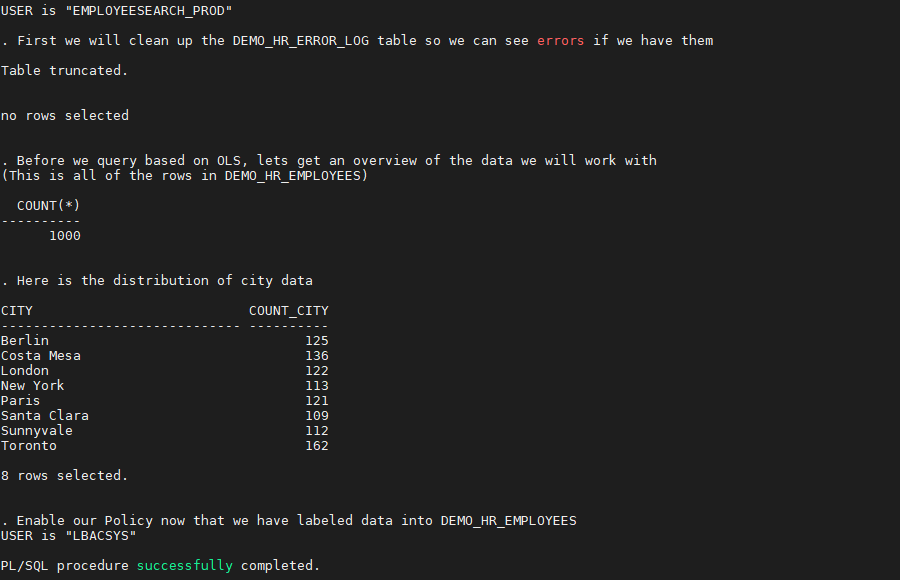 USER is "EMPLOYEESEARCH_PROD"
. First we will clean up the DEMO_HR_ERROR_LOG table so we can see errors if we have them
Table truncated.
no rows selected
. Before we query based on OLS, lets get an overview of the data we will work with
(This is all of the rows in DEMO_HR_EMPLOYEES)
  COUNT(*)
----------
      1000
. Here is the distribution of city data
CITY                           COUNT_CITY
------------------------------ ----------
Berlin                                125
Costa Mesa                            136
London                                122
New York                              113
Paris                                 121
Santa Clara                           109
Sunnyvale                             112
Toronto                               162
8 rows selected.
. Enable our Policy now that we have labeled data into DEMO_HR_EMPLOYEES
USER is "LBACSYS"
PL/SQL procedure successfully completed.